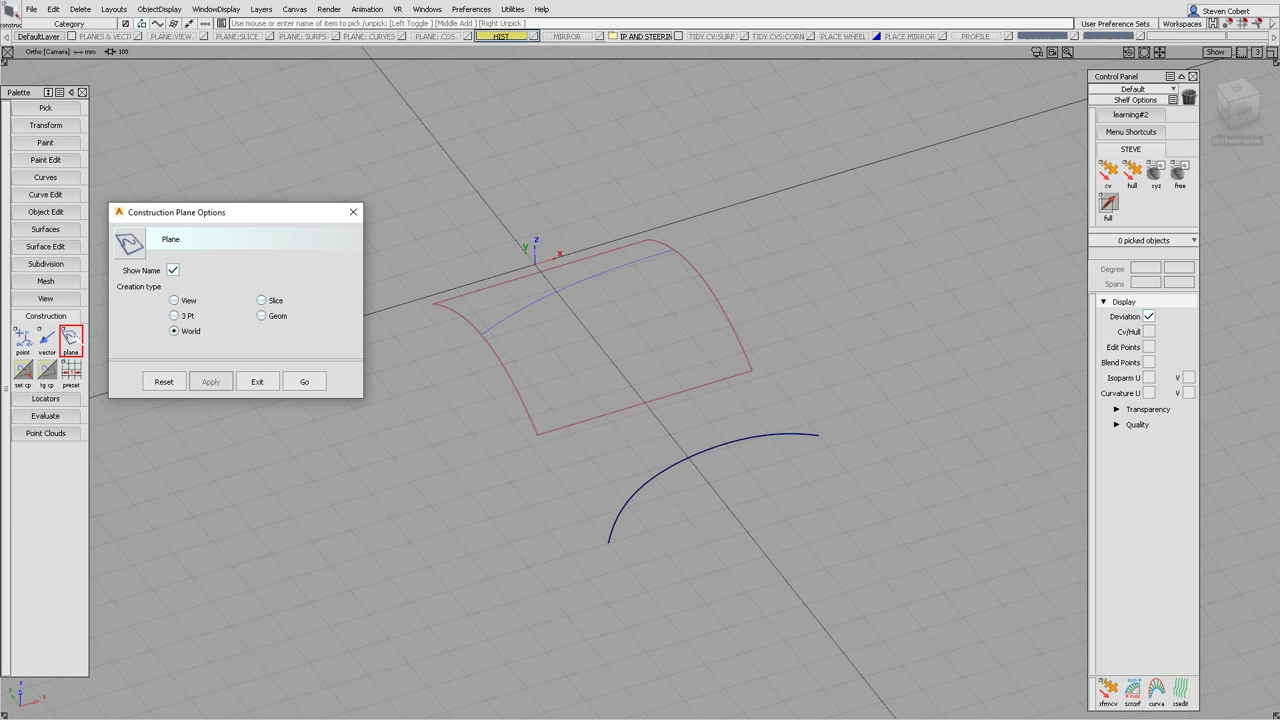 File Edit Delete Layouts ObjectDisplay WindowDisplay Layers Canvas Render Animation VR Windows Preferences Utilities Help
Steven Cobert
construc
Category
Use mouse or enter name of item to pick /unpick: [Left Toggle ] [Middle Add ] [Right Unpick ]
User Preference Sets Workspaces
DefaultLayer PLANES & VECTI PLANE:VIEW PLANE:SLICE PLANE: SURFS PLANE: CURVES PLANE: COS HIST MIRROR IP AND STEERIN TIDY CV:SURF TIDY CVS:CORN PLACE WHEEL PLACE MIRROR PROFILE
Ortho [Camera] mm 100
Show
3
Palette
Pick
Transform
Paint
Paint Edit
Curves
Curve Edit
Object Edit
Surfaces
Surface Edit
Subdivision
Mesh
View
Construction
point vector plane
set cp tg cp preset
Locators
Evaluate
Point Clouds
Construction Plane Options
Plane
Show Name
Creation type
View Slice
3 Pt Geom
World
Reset Apply Exit Go
y z x
Control Panel
Default
Shelf Options
learning#2
Menu Shortcuts
STEVE
cv hull xyz free
full
0 picked objects
Degree
Spans
Display
Deviation
Cv/Hull
Edit Points
Blend Points
Isoparm U V
Curvature U V
Transparency
Quality
xfrmcv scnsrf curva xsedit
z
y x